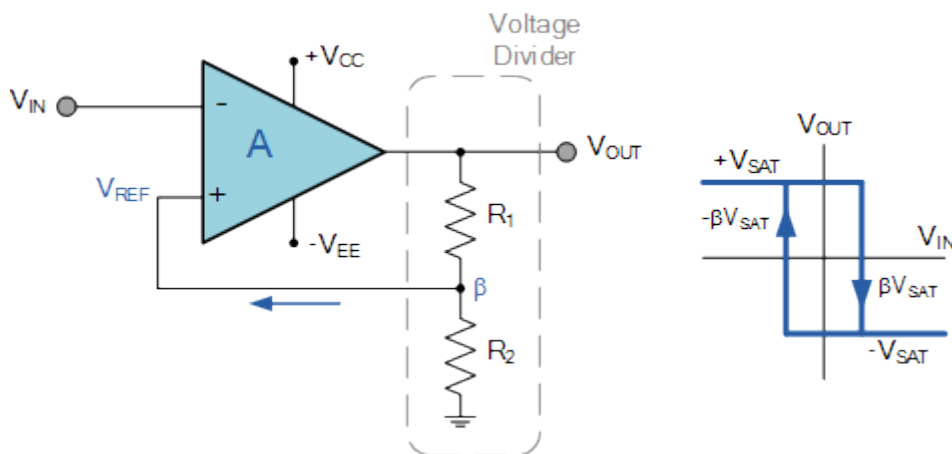 Voltage
Divider
+VCC
VIN
-
A
VOUT
VREF
+
R1
-VEE
β
R2
VOUT
+VSAT
-βVSAT
VIN
βVSAT
-VSAT